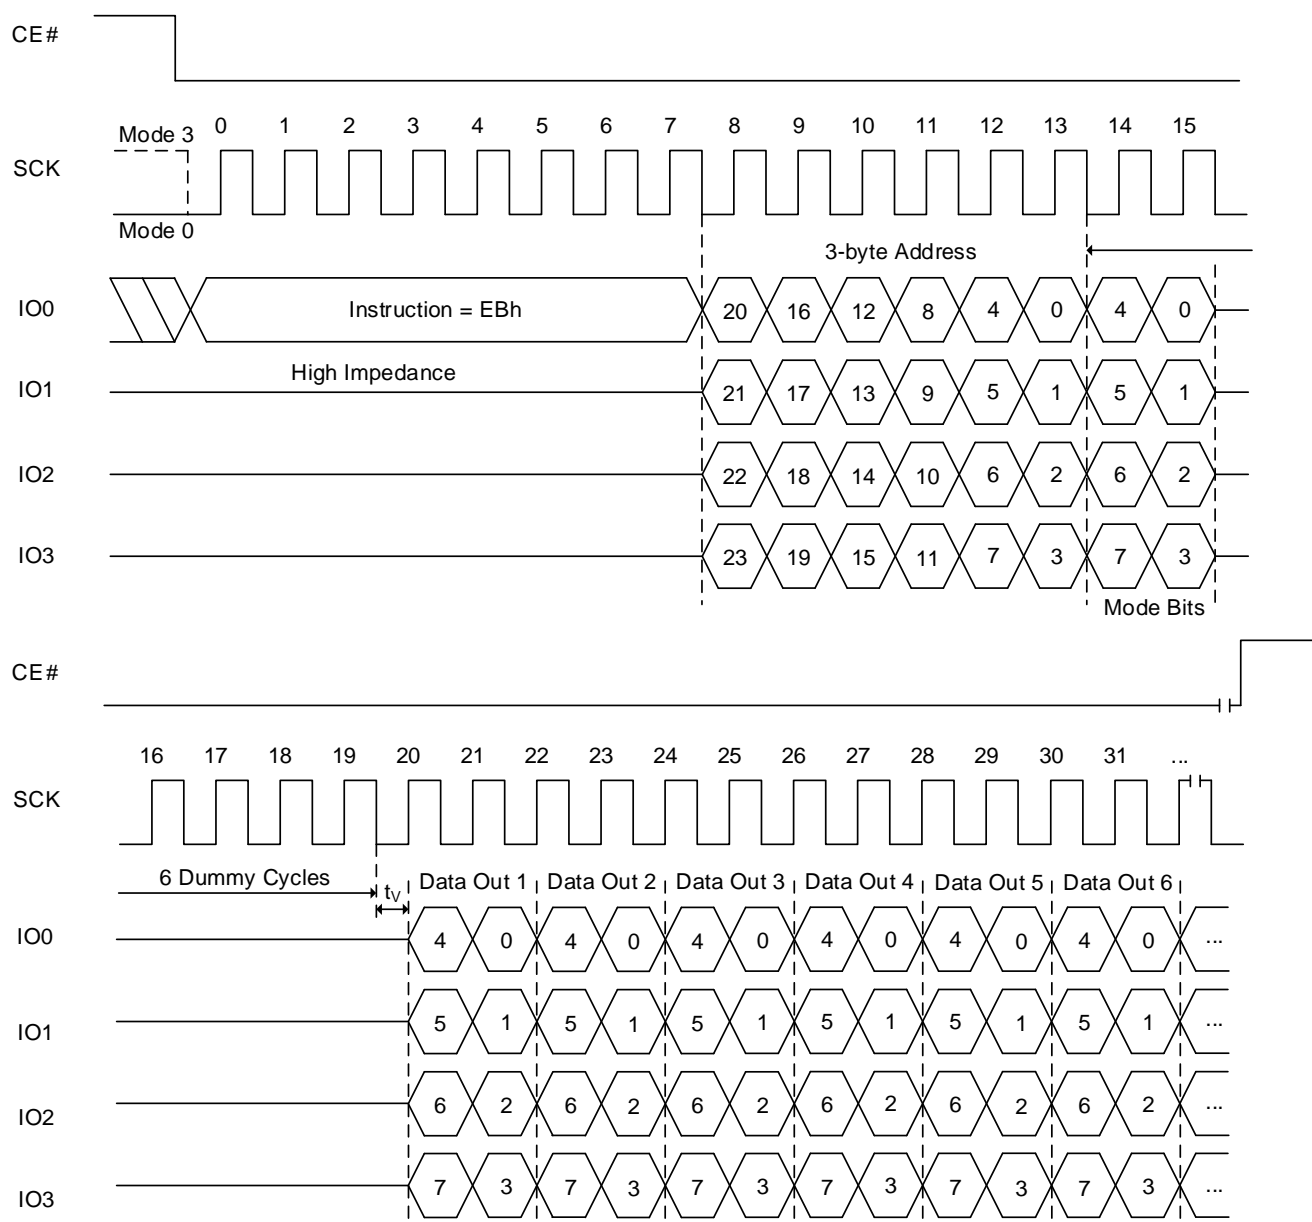 CE#
Mode 3 0 1 2 3 4 5 6 7 8 9 10 11 12 13 14 15
SCK
Mode 0
3-byte Address
IO0 Instruction = EBh 20 16 12 8 4 0 4 0
High Impedance
IO1 21 17 13 9 5 1 5 1
IO2 22 18 14 10 6 2 6 2
IO3 23 19 15 11 7 3 7 3
Mode Bits
CE#
16 17 18 19 20 21 22 23 24 25 26 27 28 29 30 31 ...
SCK
6 Dummy Cycles tV Data Out 1 Data Out 2 Data Out 3 Data Out 4 Data Out 5 Data Out 6
IO0 4 0 4 0 4 0 4 0 4 0 4 0 ...
IO1 5 1 5 1 5 1 5 1 5 1 5 1 ...
IO2 6 2 6 2 6 2 6 2 6 2 6 2 ...
IO3 7 3 7 3 7 3 7 3 7 3 7 3 ...